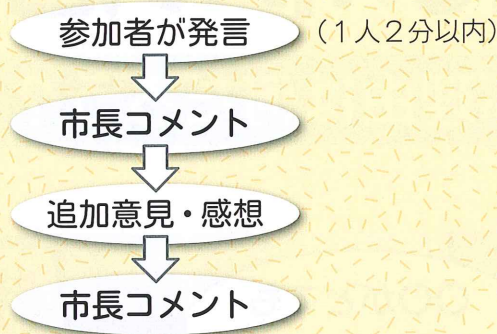 参加者が発言 （１人２分以内）
市長コメント
追加意見・感想
市長コメント